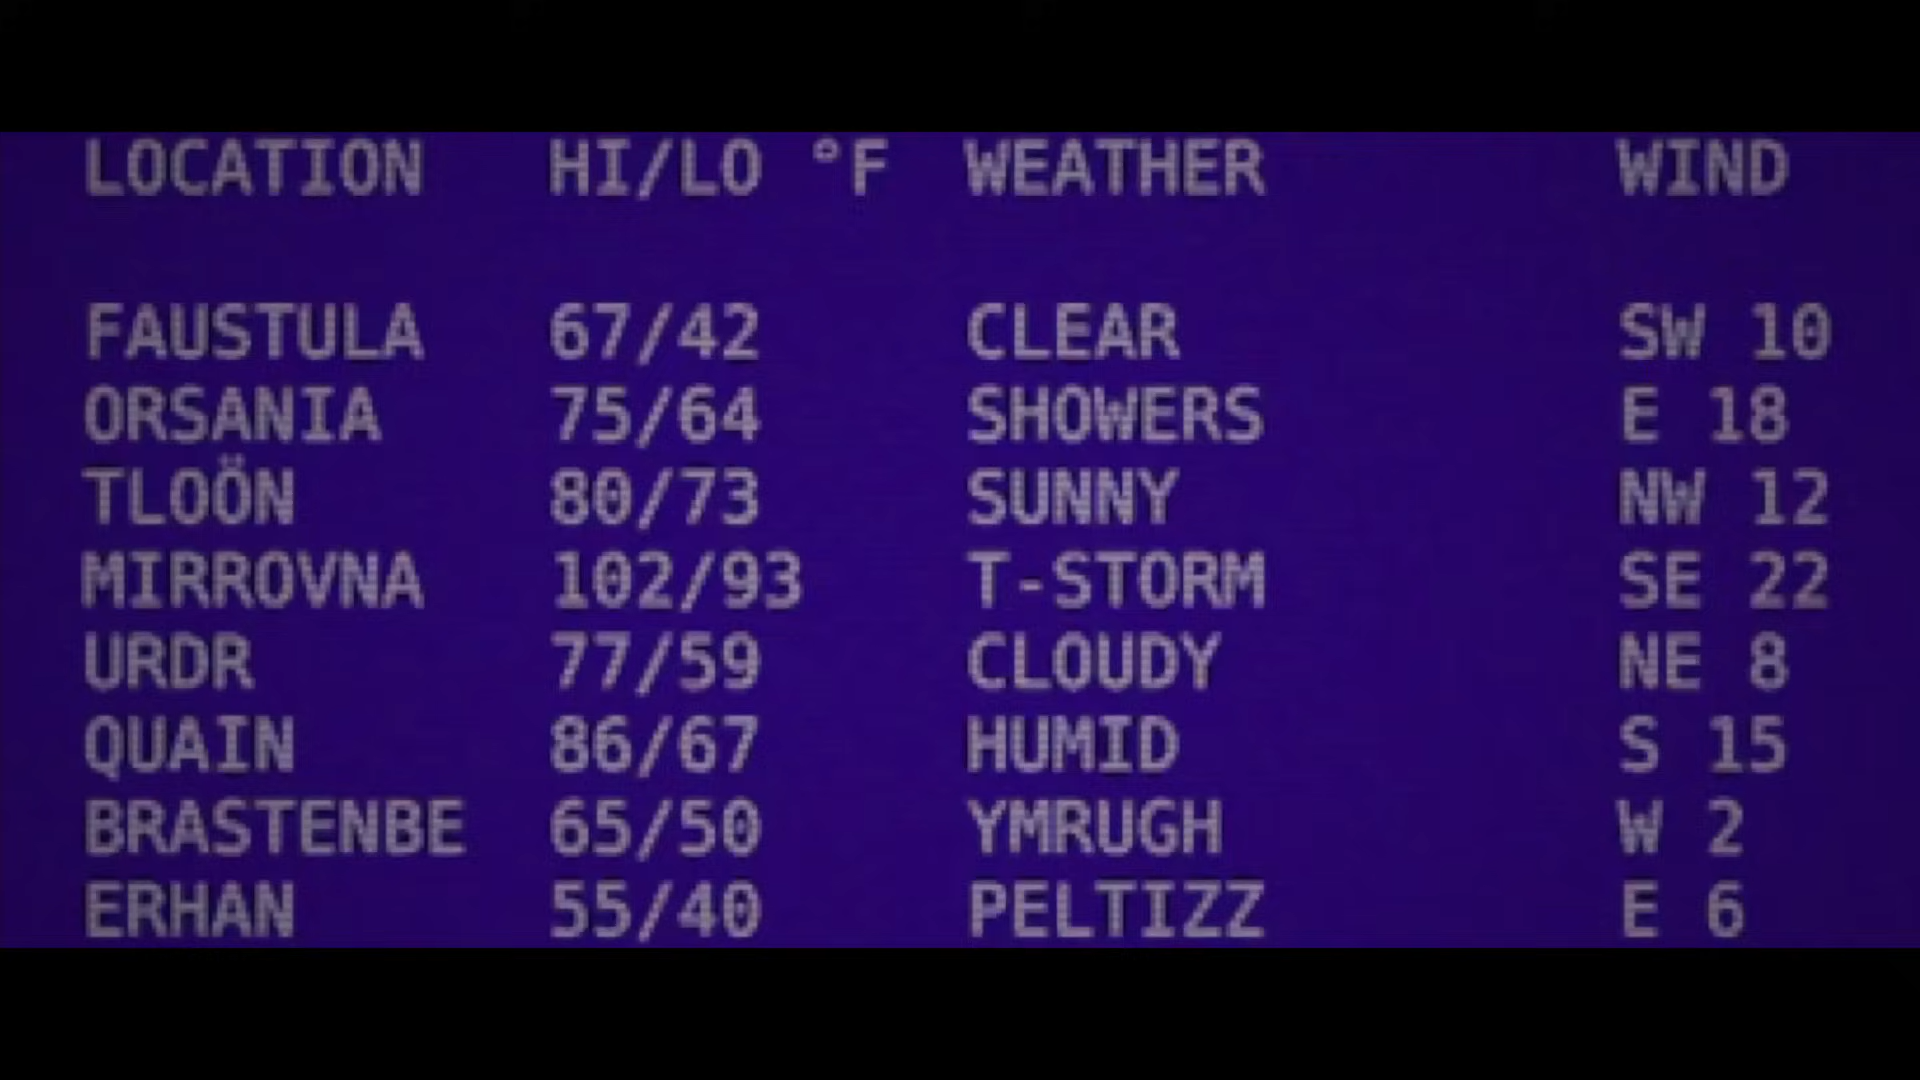 LOCATION HI/LO °F WEATHER WIND
FAUSTULA 67/42 CLEAR SW 10
ORSANIA 75/64 SHOWERS E 18
TLOÖN 80/73 SUNNY NW 12
MIRROVNA 102/93 T-STORM SE 22
URDR 77/59 CLOUDY NE 8
QUAIN 86/67 HUMID S 15
BRASTENBE 65/50 YMRUGH W 2
ERHAN 55/40 PELTIZZ E 6